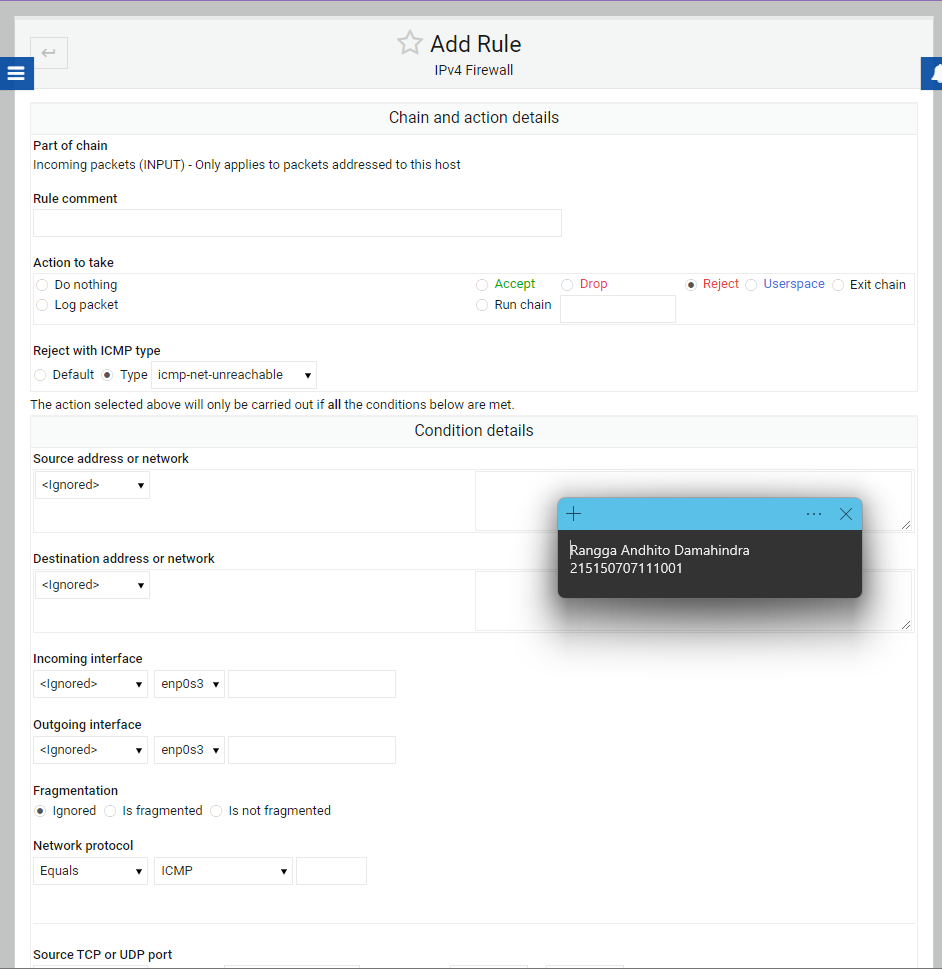 Add Rule
IPv4 Firewall
Chain and action details
Part of chain
Incoming packets (INPUT) - Only applies to packets addressed to this host
Rule comment
Action to take
Do nothing Accept Drop Reject Userspace Exit chain
Log packet Run chain
Reject with ICMP type
Default Type icmp-net-unreachable
The action selected above will only be carried out if all the conditions below are met.
Condition details
Source address or network
<Ignored>
Rangga Andhito Damahindra
215150707111001
Destination address or network
<Ignored>
Incoming interface
<Ignored> enp0s3
Outgoing interface
<Ignored> enp0s3
Fragmentation
Ignored Is fragmented Is not fragmented
Network protocol
Equals ICMP
Source TCP or UDP port